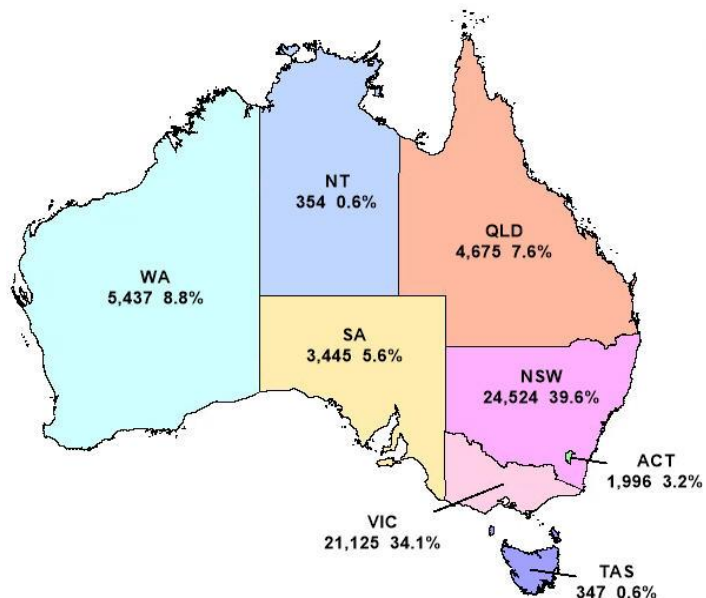 NT
354 0.6%
QLD
4,675 7.6%
WA
5,437 8.8%
SA
3,445 5.6%
NSW
24,524 39.6%
ACT
1,996 3.2%
VIC
21,125 34.1%
TAS
347 0.6%